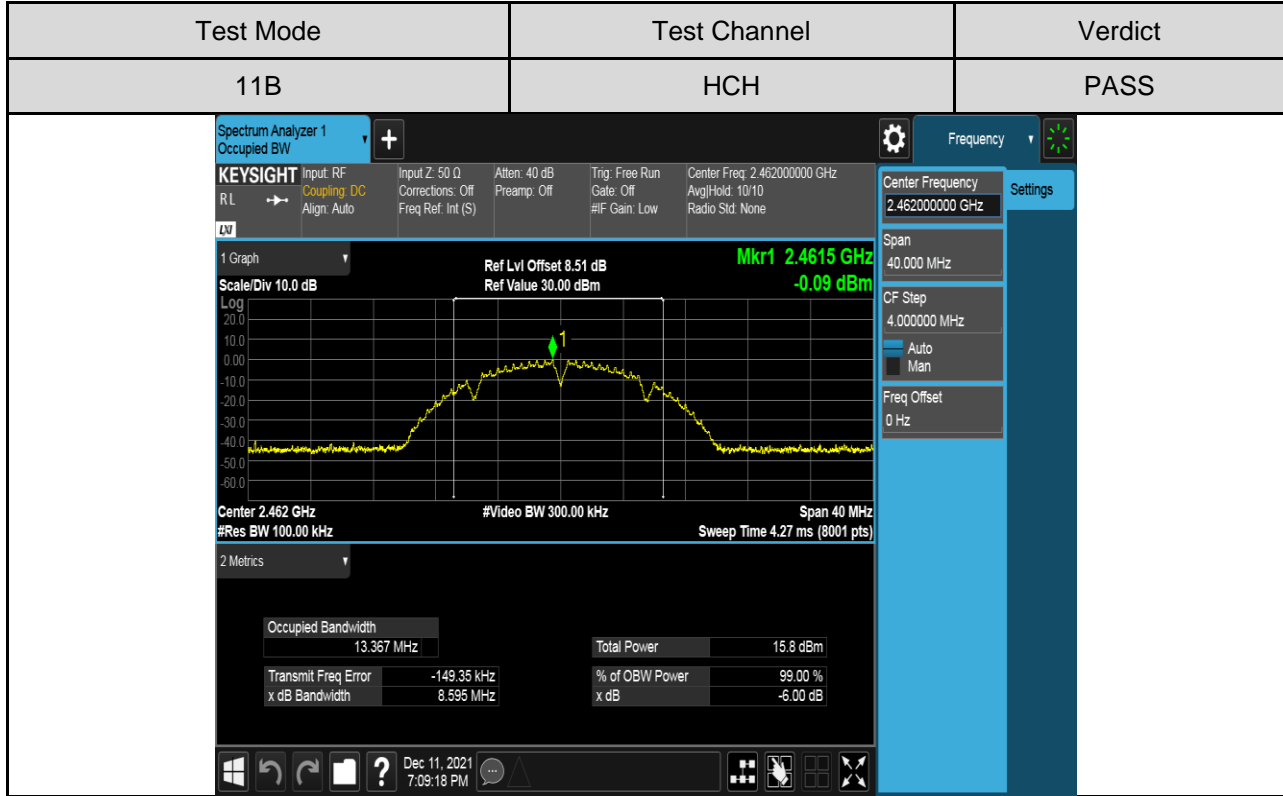 Test Mode Test Channel Verdict
11B HCH PASS
Spectrum Analyzer 1
Occupied BW
+
Frequency
KEYSIGHT
RL
LXI
Input: RF
Coupling: DC
Align: Auto
Input Z: 50 Ω
Corrections: Off
Freq Ref: Int (S)
Atten: 40 dB
Preamp: Off
Trig: Free Run
Gate: Off
#IF Gain: Low
Center Freq: 2.462000000 GHz
Avg|Hold: 10/10
Radio Std: None
Center Frequency
2.462000000 GHz
Settings
Span
40.000 MHz
CF Step
4.000000 MHz
Auto
Man
Freq Offset
0 Hz
1 Graph
Scale/Div 10.0 dB
Ref Lvl Offset 8.51 dB
Ref Value 30.00 dBm
Mkr1 2.4615 GHz
-0.09 dBm
Log
20.0
10.0
0.00
-10.0
-20.0
-30.0
-40.0
-50.0
-60.0
1
Center 2.462 GHz #Video BW 300.00 kHz Span 40 MHz
#Res BW 100.00 kHz Sweep Time 4.27 ms (8001 pts)
2 Metrics
Occupied Bandwidth
13.367 MHz
Total Power 15.8 dBm
Transmit Freq Error -149.35 kHz % of OBW Power 99.00 %
x dB Bandwidth 8.595 MHz x dB -6.00 dB
?
Dec 11, 2021
7:09:18 PM